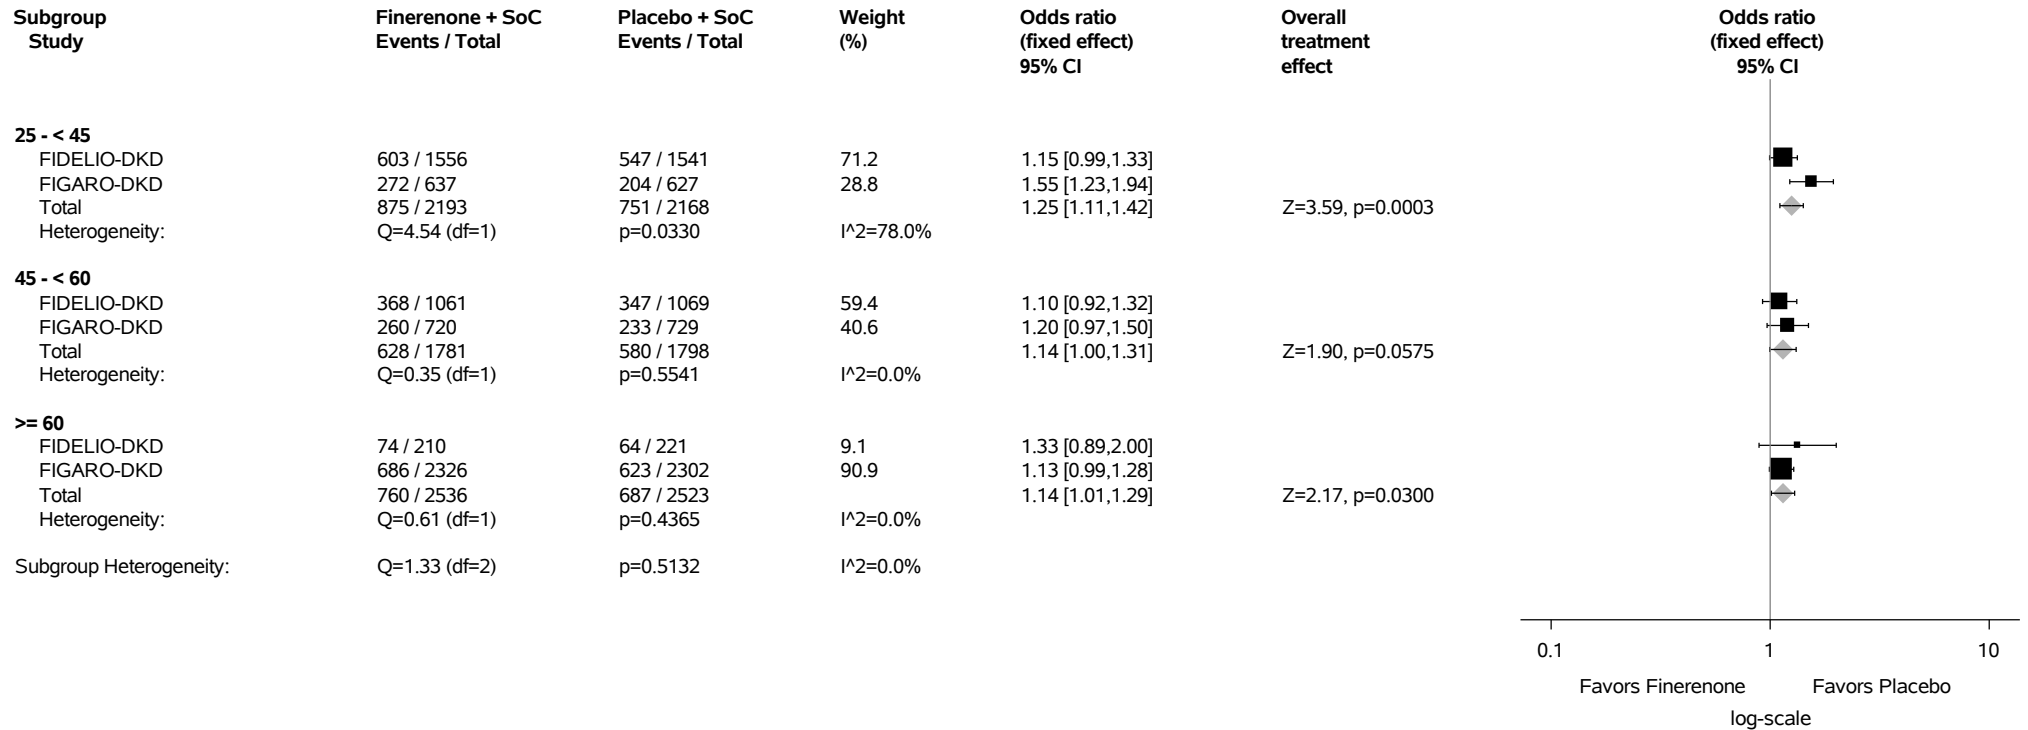 Subgroup Finerenone + SoC Placebo + SoC Weight Odds ratio Overall Odds ratio
Study Events / Total Events / Total (%) (fixed effect) treatment (fixed effect)
95% CI effect 95% CI
25 - < 45
FIDELIO-DKD 603 / 1556 547 / 1541 71.2 1.15 [0.99,1.33]
FIGARO-DKD 272 / 637 204 / 627 28.8 1.55 [1.23,1.94]
Total 875 / 2193 751 / 2168 1.25 [1.11,1.42] Z=3.59, p=0.0003
Heterogeneity: Q=4.54 (df=1) p=0.0330 I^2=78.0%
45 - < 60
FIDELIO-DKD 368 / 1061 347 / 1069 59.4 1.10 [0.92,1.32]
FIGARO-DKD 260 / 720 233 / 729 40.6 1.20 [0.97,1.50]
Total 628 / 1781 580 / 1798 1.14 [1.00,1.31] Z=1.90, p=0.0575
Heterogeneity: Q=0.35 (df=1) p=0.5541 I^2=0.0%
>= 60
FIDELIO-DKD 74 / 210 64 / 221 9.1 1.33 [0.89,2.00]
FIGARO-DKD 686 / 2326 623 / 2302 90.9 1.13 [0.99,1.28]
Total 760 / 2536 687 / 2523 1.14 [1.01,1.29] Z=2.17, p=0.0300
Heterogeneity: Q=0.61 (df=1) p=0.4365 I^2=0.0%
Subgroup Heterogeneity: Q=1.33 (df=2) p=0.5132 I^2=0.0%
0.1 1 10
Favors Finerenone Favors Placebo
log-scale